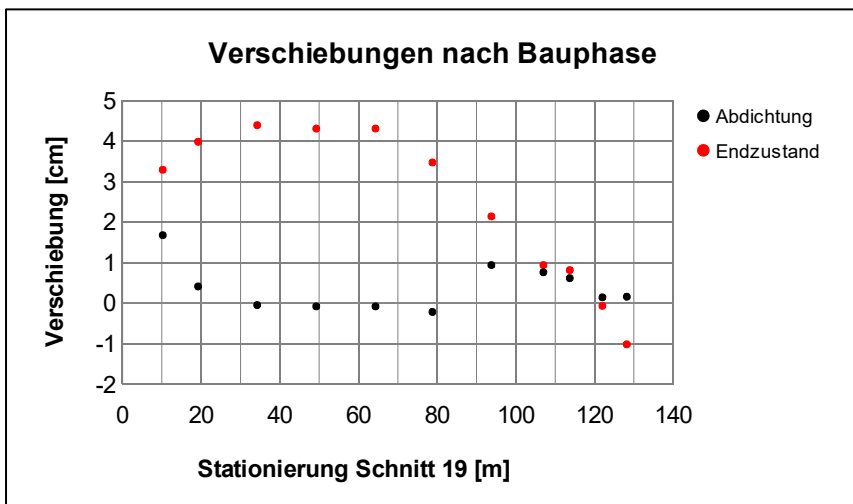 Verschiebungen nach Bauphase
Verschiebung [cm]
5
4
3
2
1
0
-1
-2
0 20 40 60 80 100 120 140
Stationierung Schnitt 19 [m]
Abdichtung
Endzustand